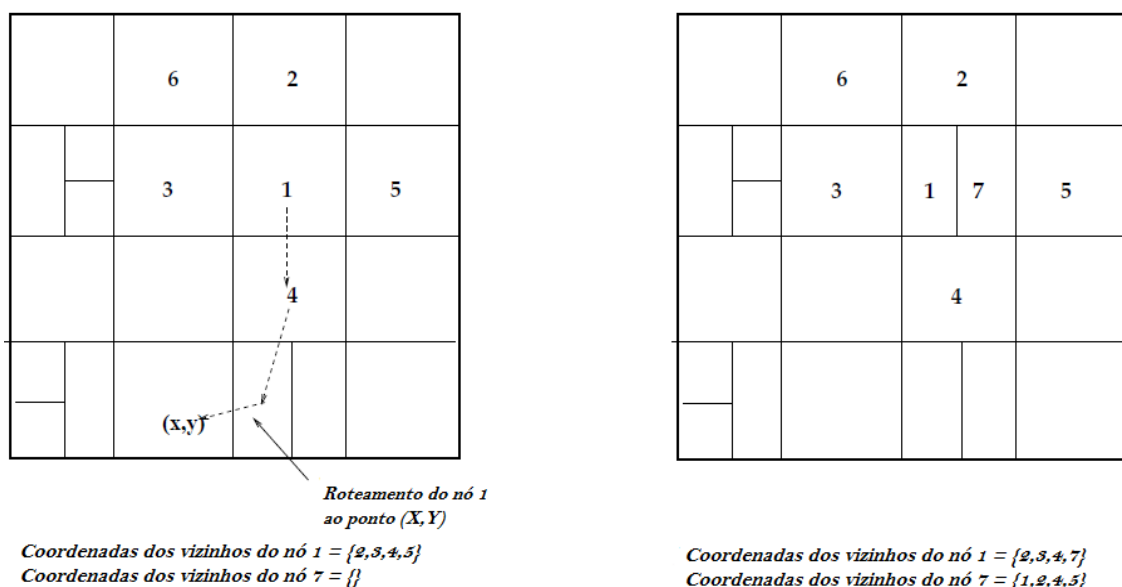 6 2
3 1 5
4
(x,y)
Roteamento do nó 1
ao ponto (X,Y)
Coordenadas dos vizinhos do nó 1 = {2,3,4,5}
Coordenadas dos vizinhos do nó 7 = {}
6 2
3 1 7 5
4
Coordenadas dos vizinhos do nó 1 = {2,3,4,7}
Coordenadas dos vizinhos do nó 7 = {1,2,4,5}